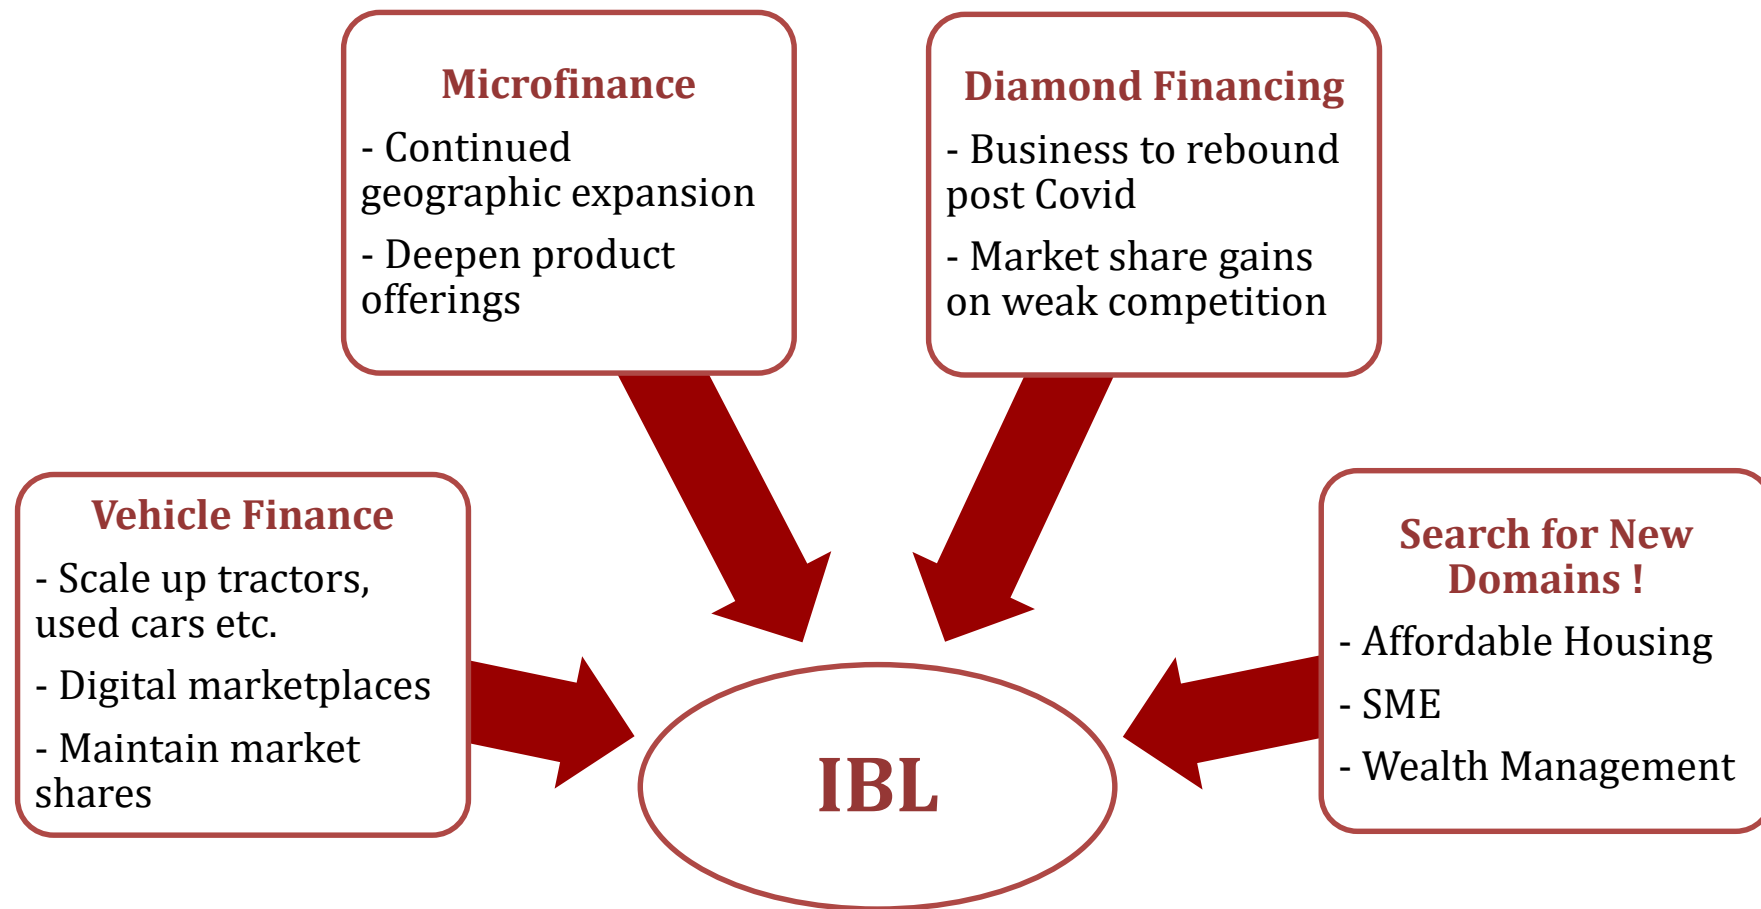 Microfinance
- Continued
geographic expansion
- Deepen product
offerings
Diamond Financing
- Business to rebound
post Covid
- Market share gains
on weak competition
Vehicle Finance
- Scale up tractors,
used cars etc.
- Digital marketplaces
- Maintain market
shares
Search for New
Domains !
- Affordable Housing
- SME
- Wealth Management
IBL